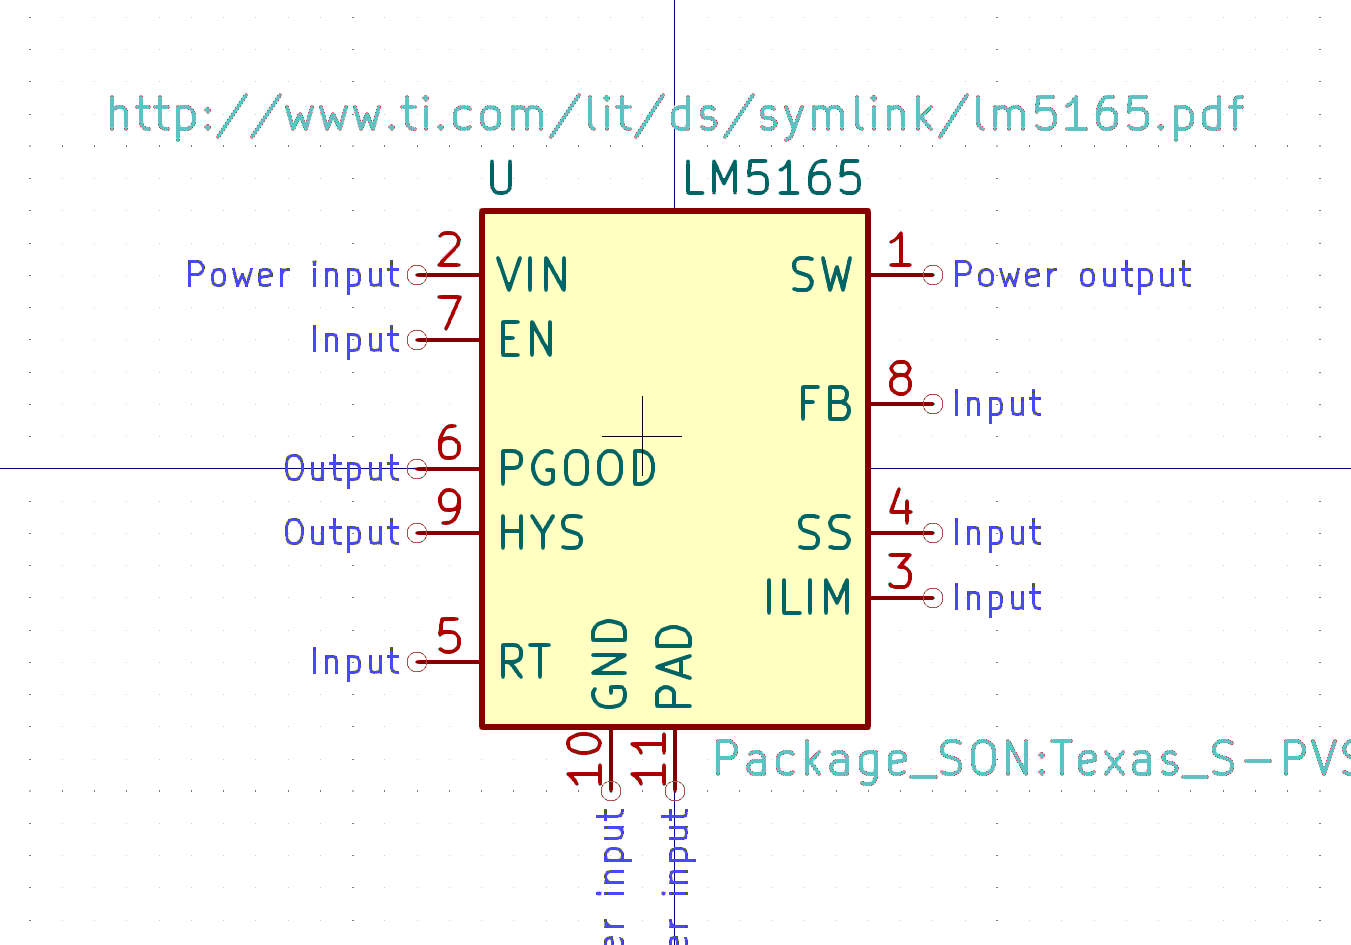 http://www.ti.com/lit/ds/symlink/lm5165.pdf
U LM5165
Power input 2 VIN SW 1 Power output
Input 7 EN
FB 8 Input
Output 6 PGOOD
Output 9 HYS SS 4 Input
ILIM 3 Input
Input 5 RT
GND PAD
10 11
Package_SON:Texas_S-PVS
er input er input